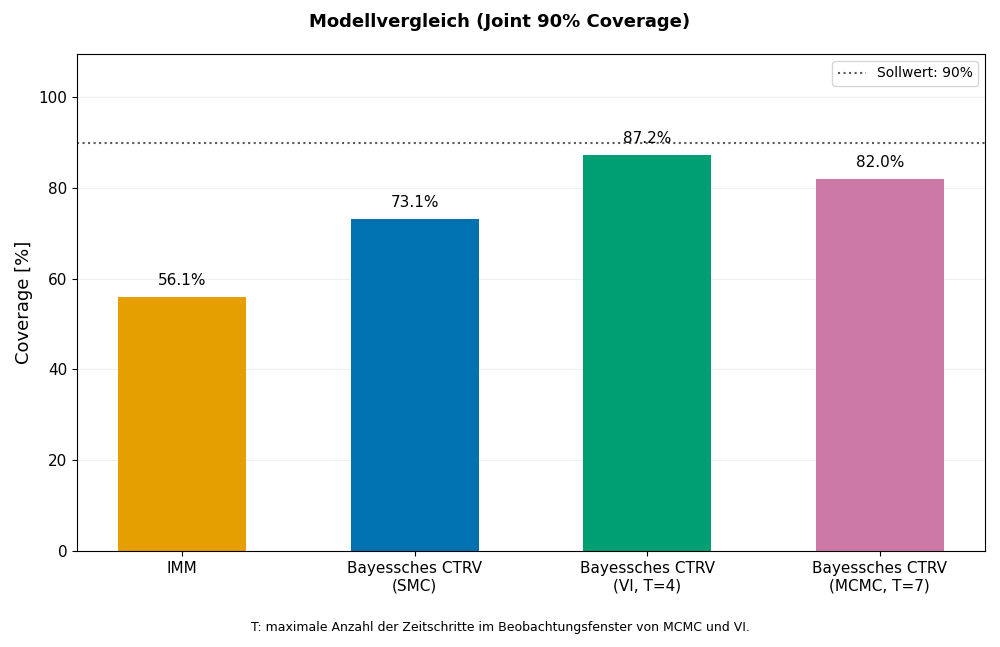 Modellvergleich (Joint 90% Coverage)
Sollwert: 90%
Coverage [%]
100
80
60
40
20
0
56.1%
73.1%
87.2%
82.0%
IMM
Bayessches CTRV
(SMC)
Bayessches CTRV
(VI, T=4)
Bayessches CTRV
(MCMC, T=7)
T: maximale Anzahl der Zeitschritte im Beobachtungsfenster von MCMC und VI.